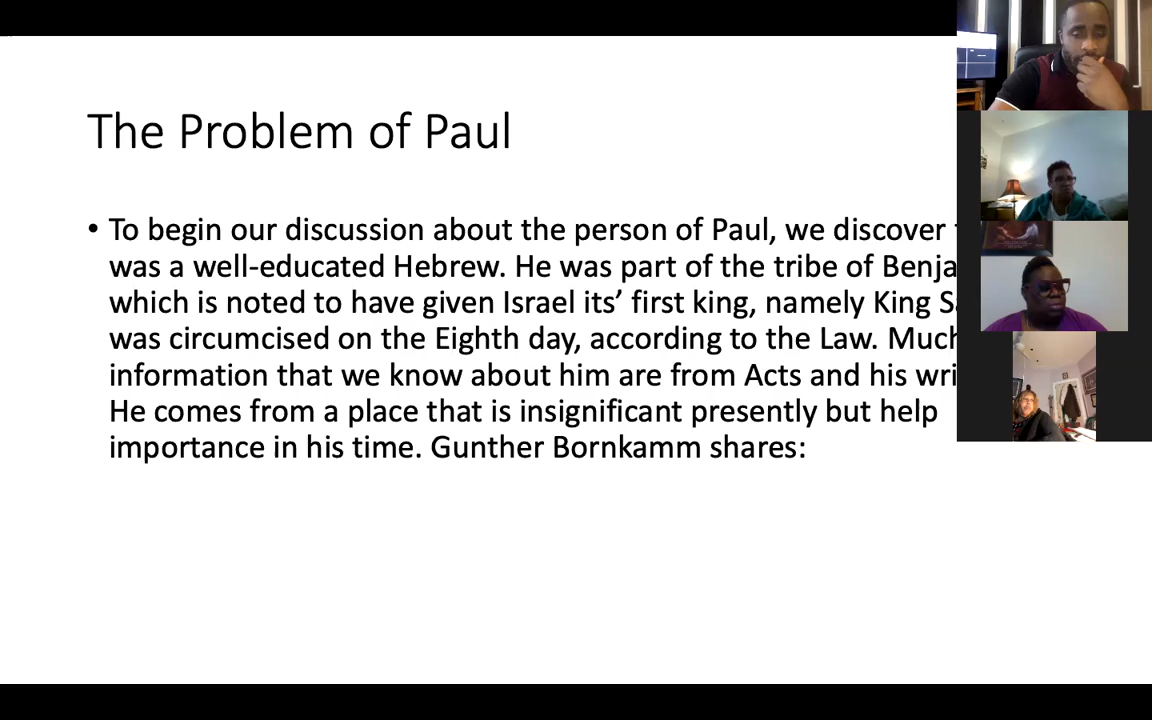 The Problem of Paul
• To begin our discussion about the person of Paul, we discover
was a well-educated Hebrew. He was part of the tribe of Benja
which is noted to have given Israel its’ first king, namely King S
was circumcised on the Eighth day, according to the Law. Much
information that we know about him are from Acts and his wri
He comes from a place that is insignificant presently but help
importance in his time. Gunther Bornkamm shares: